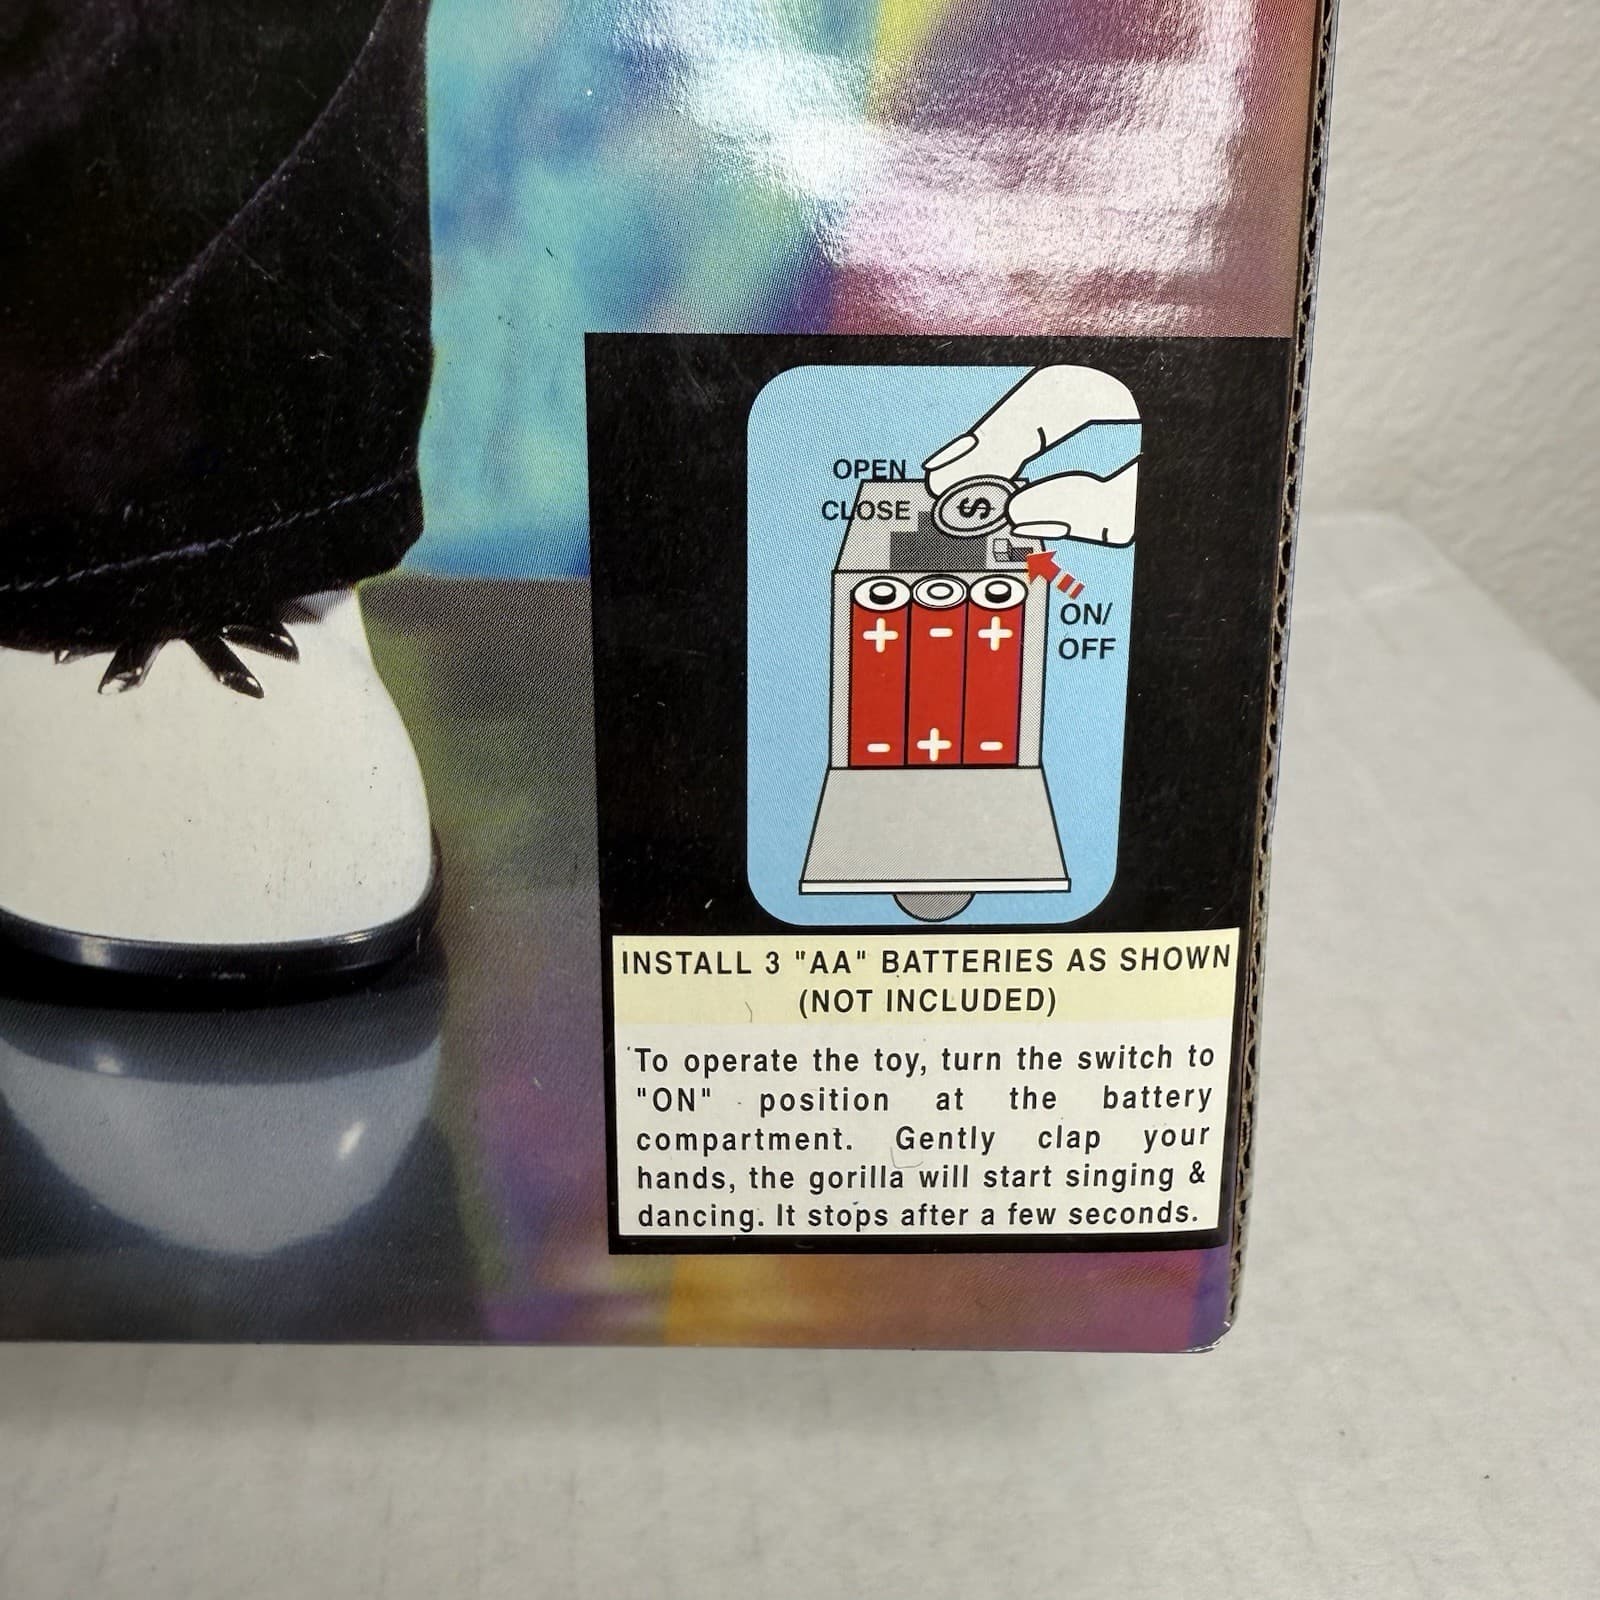 OPEN
CLOSE
$
ON/
OFF
+ - +
- + -
INSTALL 3 "AA" BATTERIES AS SHOWN
(NOT INCLUDED)
To operate the toy, turn the switch to
"ON" position at the battery
compartment. Gently clap your
hands, the gorilla will start singing &
dancing. It stops after a few seconds.